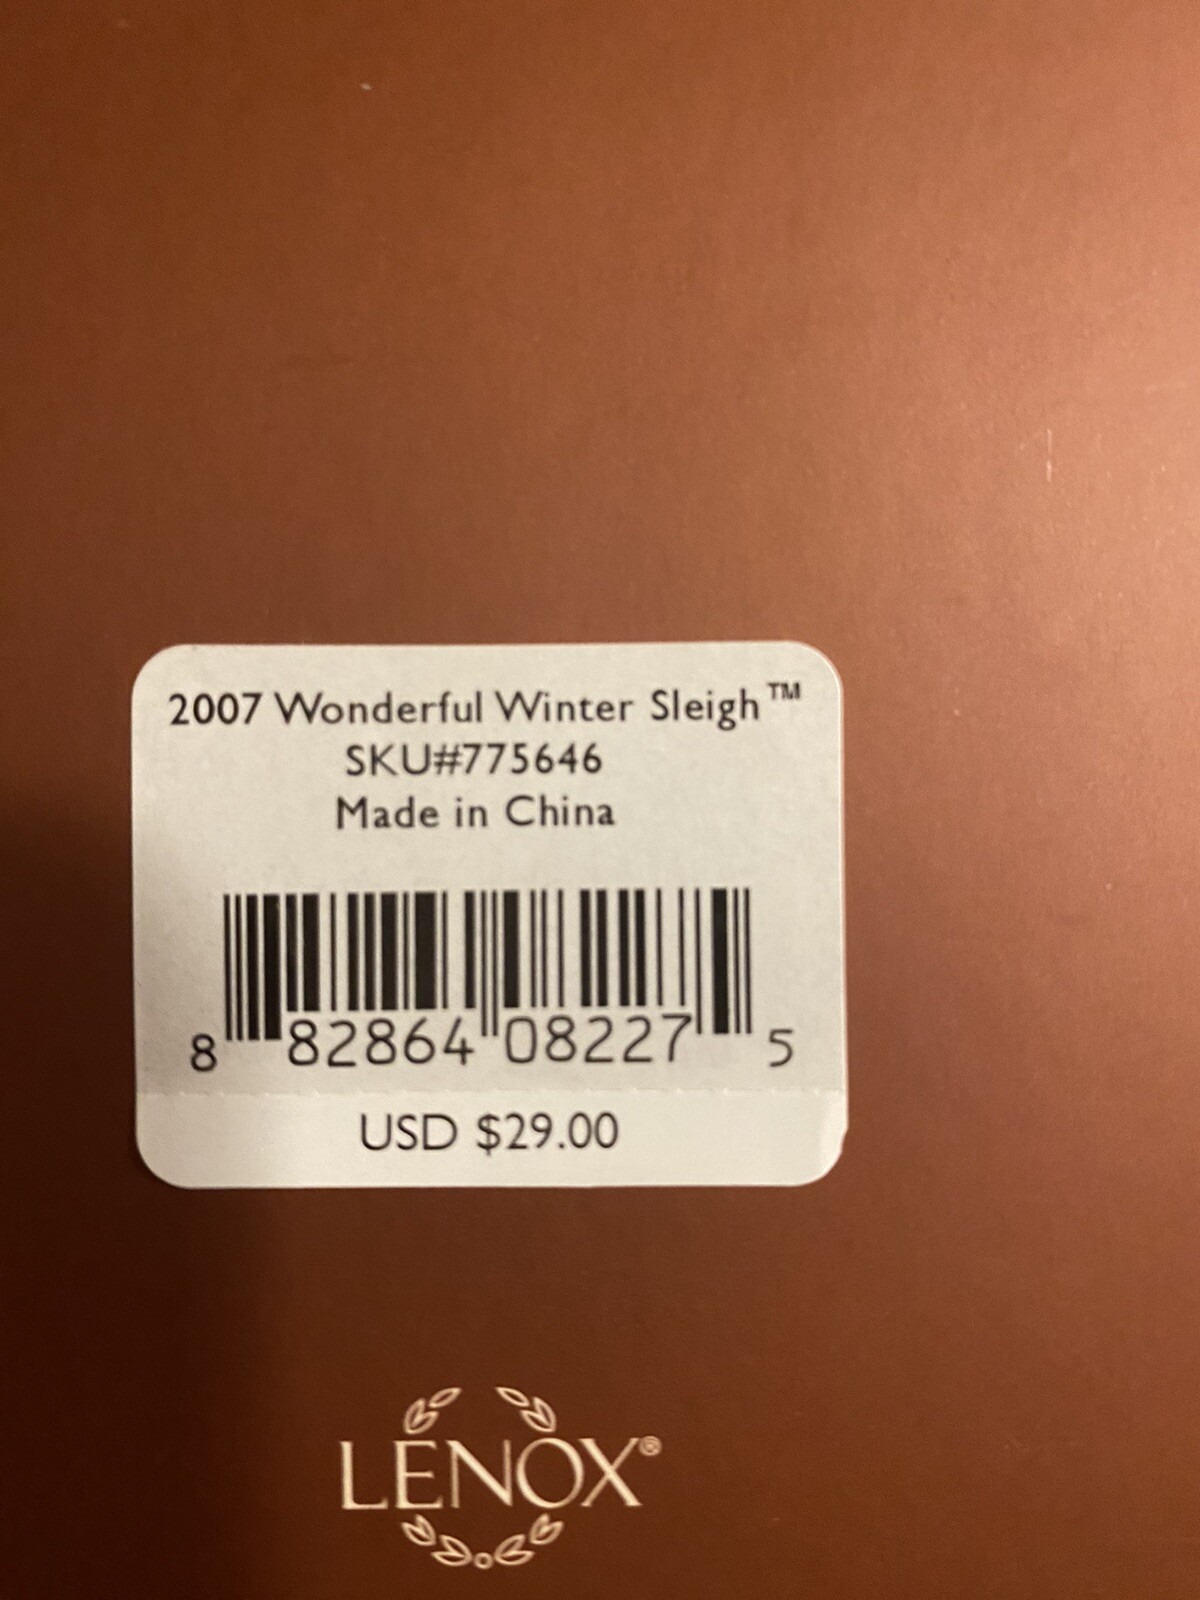 2007 Wonderful Winter Sleigh™
SKU#775646
Made in China
8 82864 08227 5
USD $29.00
LENOX®